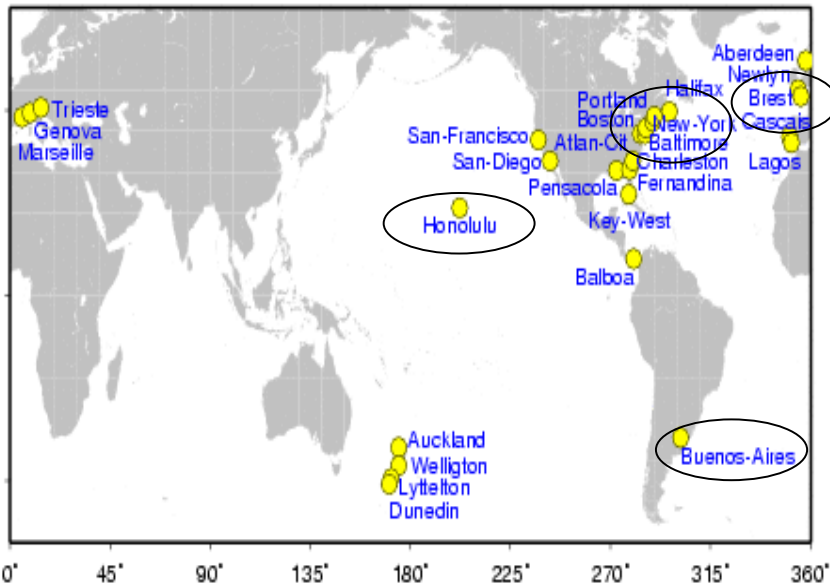 Aberdeen
Newlyn
Halifax
Portland
Brest
Trieste
Boston
New-York
Cascais
Genova
San-Francisco
Atlan-Cit
Baltimore
Marseille
San-Diego
Charleston
Lagos
Pensacola
Fernandina
Honolulu
Key-West
Balboa
Auckland
Buenos-Aires
Welligton
Lyttelton
Dunedin
0° 45° 90° 135° 180° 225° 270° 315° 360°